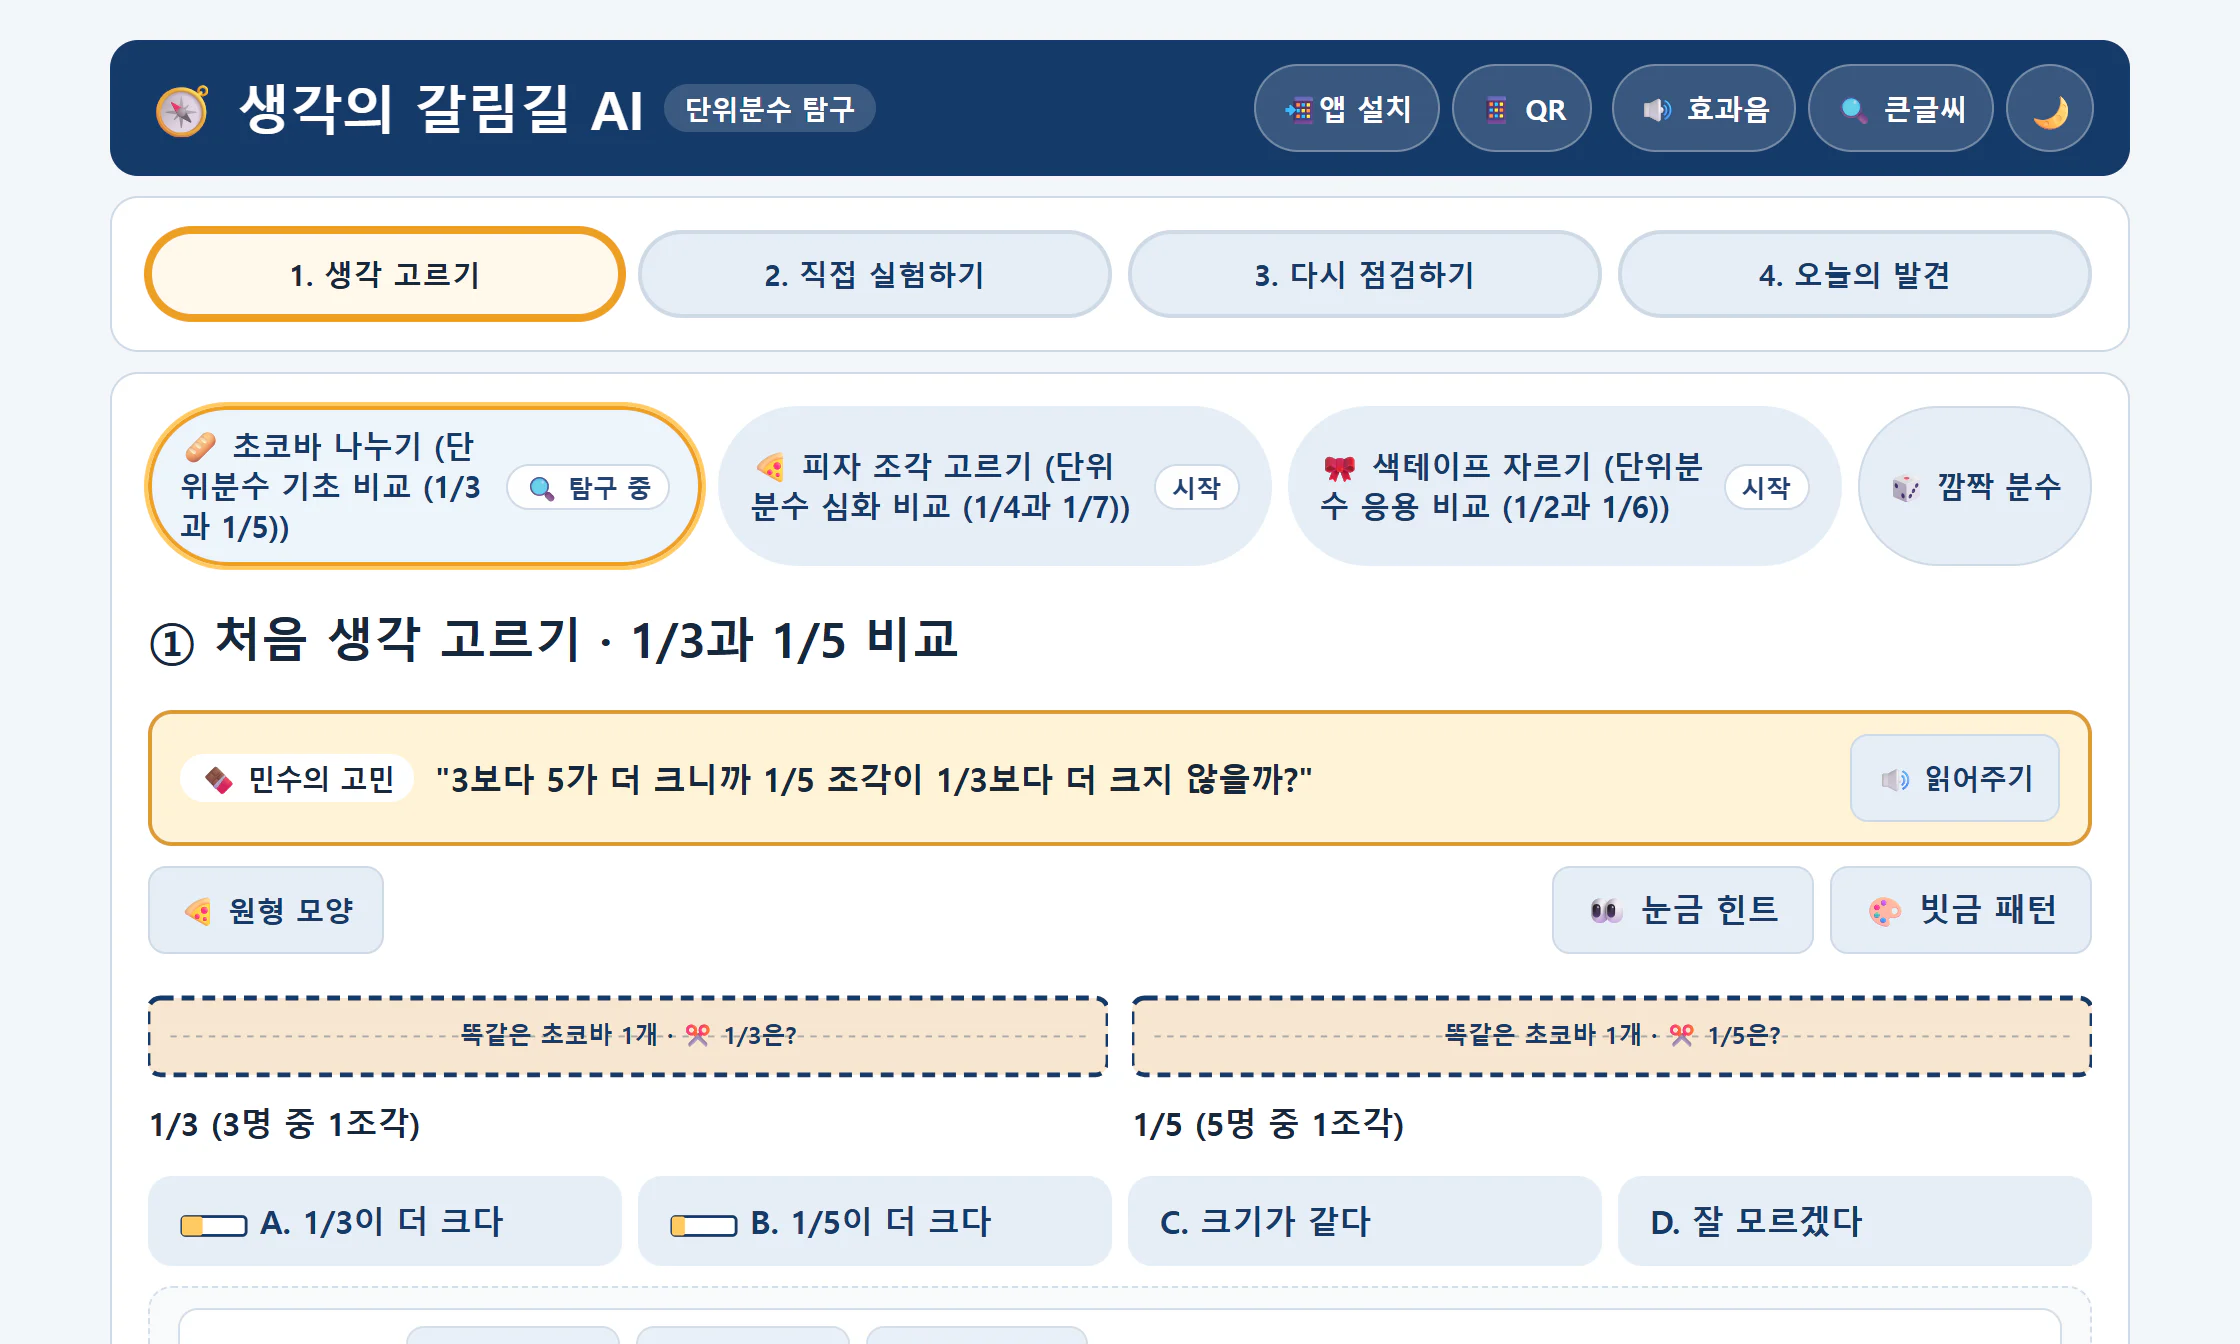 생각의 갈림길 AI
단위분수 탐구
앱 설치
QR
효과음
큰글씨
1. 생각 고르기
2. 직접 실험하기
3. 다시 점검하기
4. 오늘의 발견
초코바 나누기 (단
위분수 기초 비교 (1/3
과 1/5))
탐구 중
피자 조각 고르기 (단위
분수 심화 비교 (1/4과 1/7))
시작
색테이프 자르기 (단위분
수 응용 비교 (1/2과 1/6))
시작
깜짝 분수
① 처음 생각 고르기 · 1/3과 1/5 비교
민수의 고민
"3보다 5가 더 크니까 1/5 조각이 1/3보다 더 크지 않을까?"
읽어주기
원형 모양
눈금 힌트
빗금 패턴
똑같은 초코바 1개 · 1/3은?
똑같은 초코바 1개 · 1/5은?
1/3 (3명 중 1조각)
1/5 (5명 중 1조각)
A. 1/3이 더 크다
B. 1/5이 더 크다
C. 크기가 같다
D. 잘 모르겠다